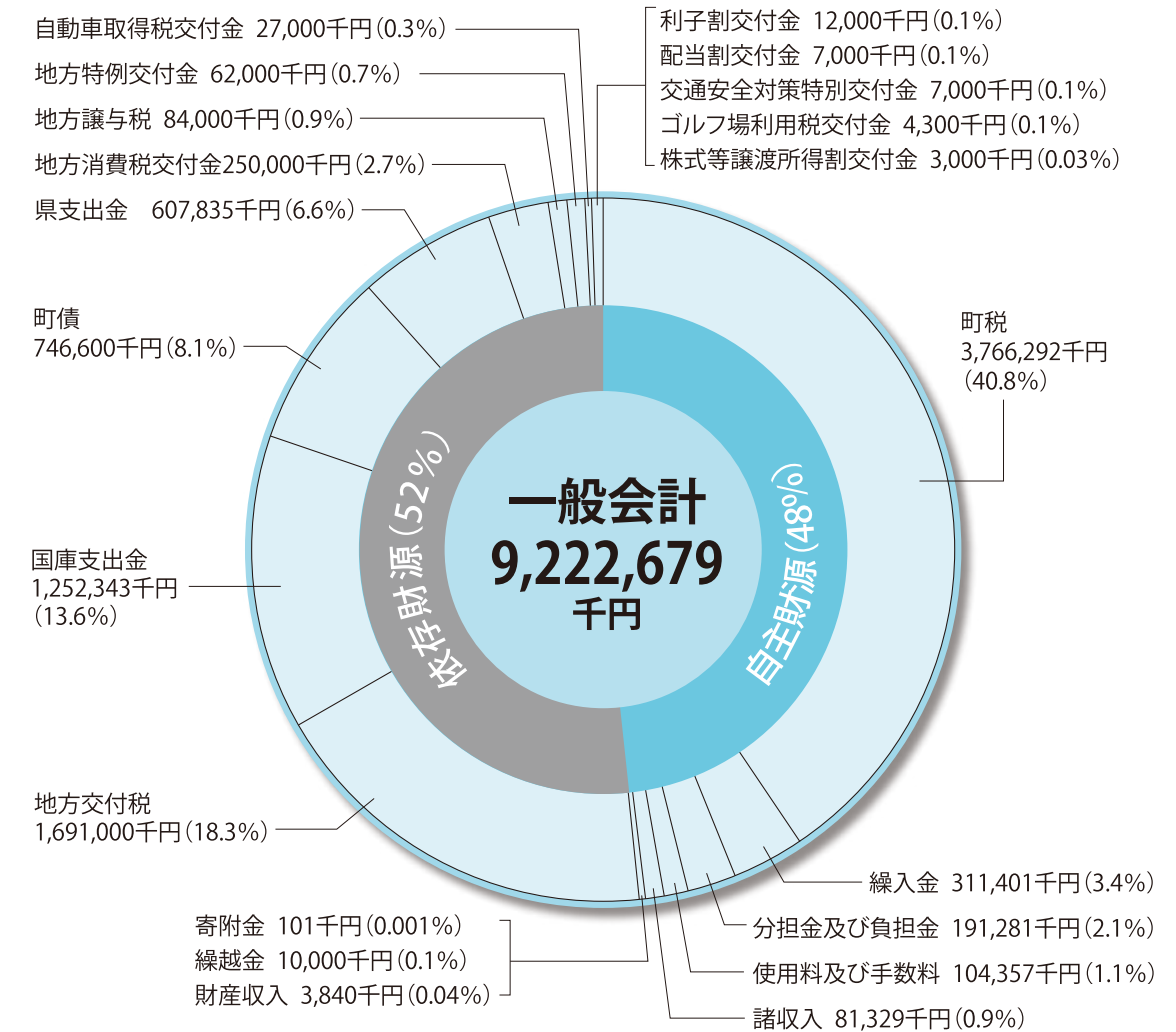 自動車取得税交付金 27,000千円(0.3%)
地方特例交付金 62,000千円(0.7%)
地方譲与税 84,000千円(0.9%)
地方消費税交付金250,000千円(2.7%)
県支出金 607,835千円(6.6%)
利子割交付金 12,000千円(0.1%)
配当割交付金 7,000千円(0.1%)
交通安全対策特別交付金 7,000千円(0.1%)
ゴルフ場利用税交付金 4,300千円(0.1%)
株式等譲渡所得割交付金 3,000千円(0.03%)
町債
746,600千円(8.1%)
町税
3,766,292千円
(40.8%)
依存財源(52%)
一般会計
9,222,679
千円
自主財源(48%)
国庫支出金
1,252,343千円
(13.6%)
地方交付税
1,691,000千円(18.3%)
繰入金 311,401千円(3.4%)
分担金及び負担金 191,281千円(2.1%)
使用料及び手数料 104,357千円(1.1%)
諸収入 81,329千円(0.9%)
寄附金 101千円(0.001%)
繰越金 10,000千円(0.1%)
財産収入 3,840千円(0.04%)